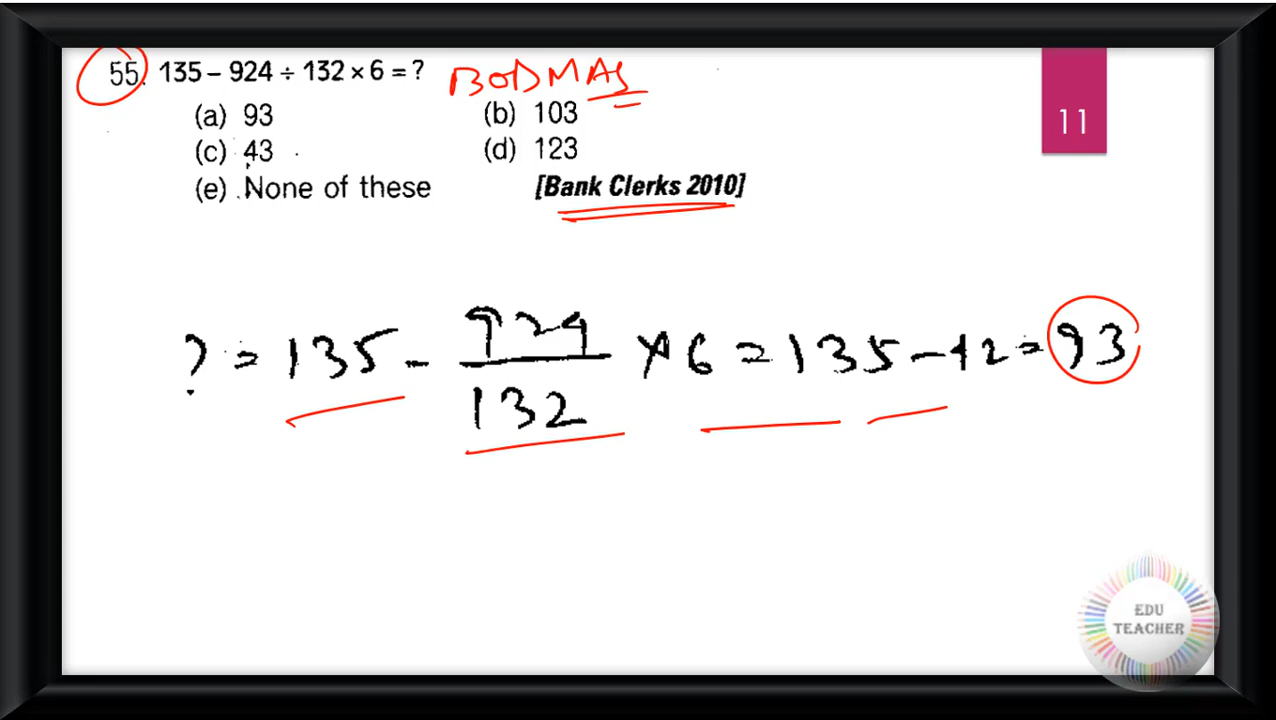 55. 135 – 924 ÷ 132 × 6 = ? BODMAS
(a) 93 (b) 103
(c) 43 (d) 123
(e) None of these [Bank Clerks 2010]
11
? = 135 - 924/132 × 6 = 135 - 42 = 93
EDU
TEACHER